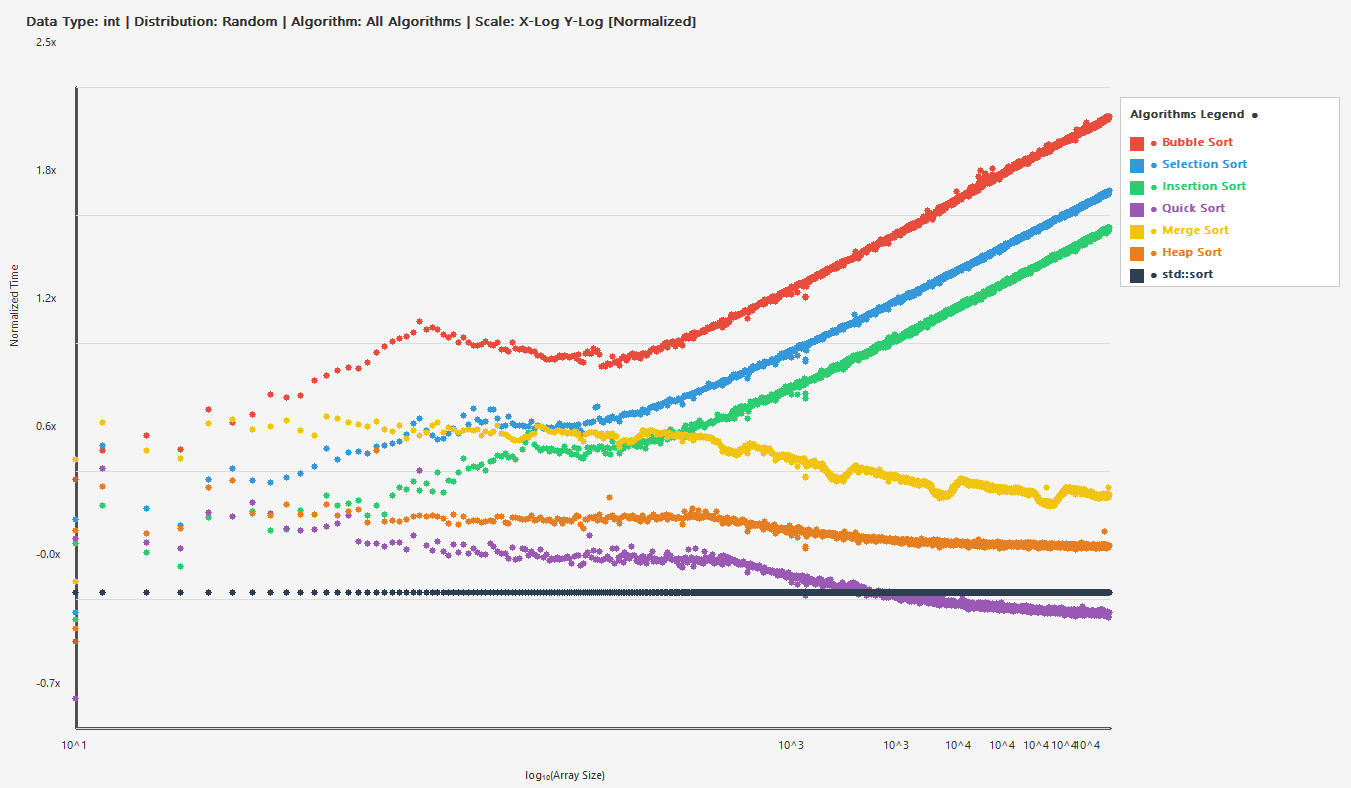 Data Type: int | Distribution: Random | Algorithm: All Algorithms | Scale: X-Log Y-Log [Normalized]
2.5x
1.8x
1.2x
0.6x
-0.0x
-0.7x
Normalized Time
10^1
10^3
10^3
10^4
10^4
10^4
10^4
10^4
log₁₀(Array Size)
Algorithms Legend ●
● Bubble Sort
● Selection Sort
● Insertion Sort
● Quick Sort
● Merge Sort
● Heap Sort
● std::sort